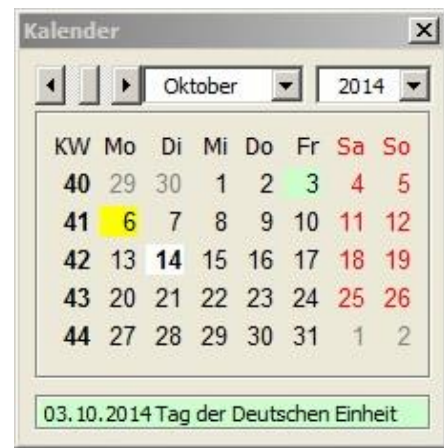 Kalender
Oktober 2014
KW Mo Di Mi Do Fr Sa So
40 29 30 1 2 3 4 5
41 6 7 8 9 10 11 12
42 13 14 15 16 17 18 19
43 20 21 22 23 24 25 26
44 27 28 29 30 31 1 2
03.10.2014 Tag der Deutschen Einheit